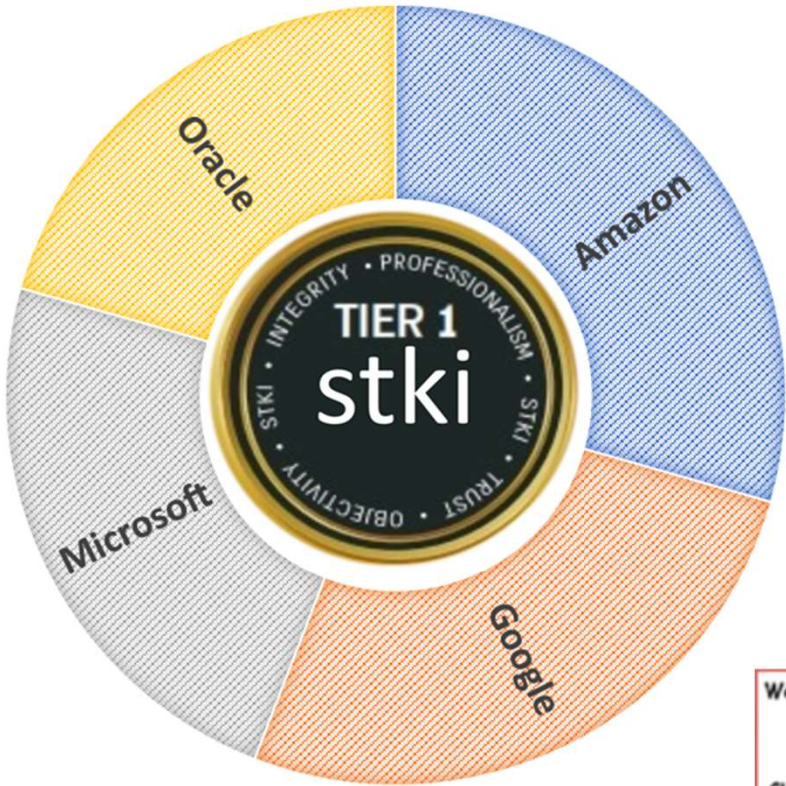 Oracle
Amazon
INTEGRITY • PROFESSIONALISM • STKI • TRUST • OBJECTIVITY • STKI •
TIER 1
stki
Microsoft
Google